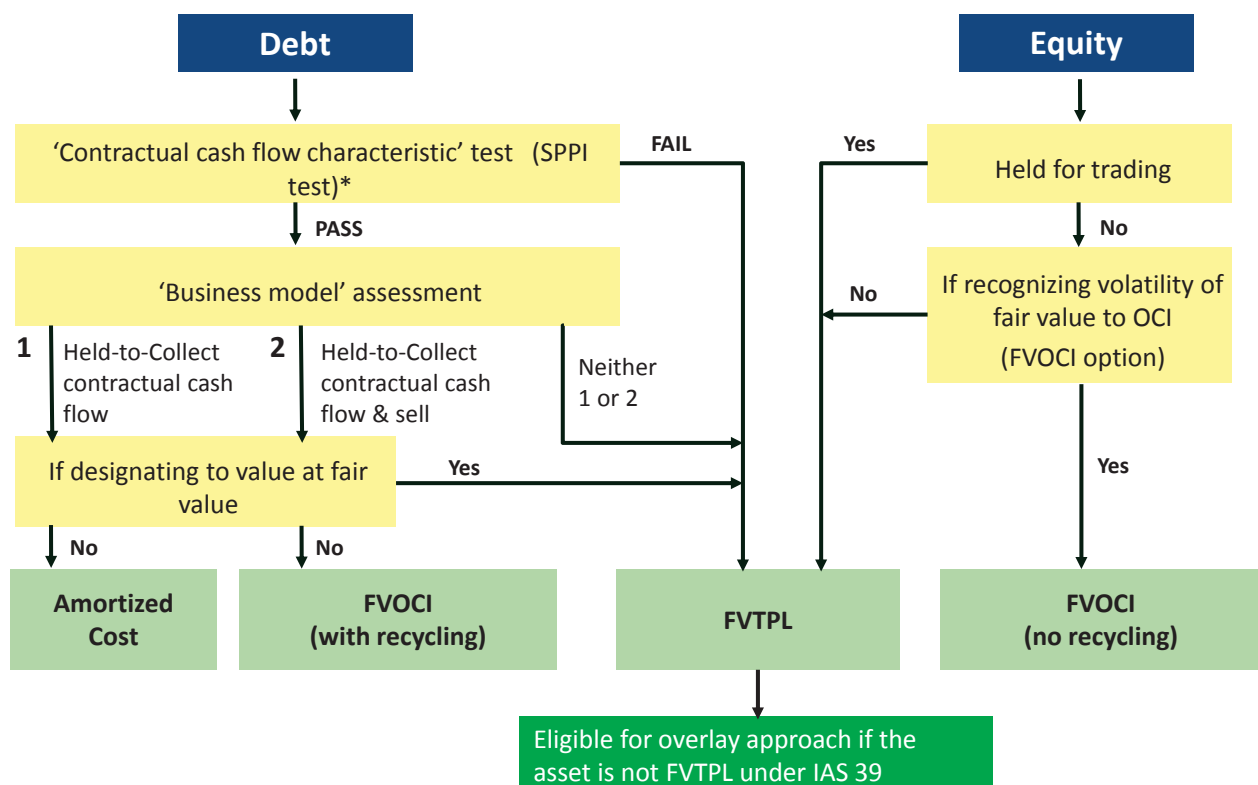 Debt
Equity
‘Contractual cash flow characteristic’ test (SPPI
test)*
FAIL
Yes
Held for trading
PASS
No
‘Business model’ assessment
No
If recognizing volatility of
fair value to OCI
(FVOCI option)
1
Held-to-Collect
contractual cash
flow
2
Held-to-Collect
contractual cash
flow & sell
Neither
1 or 2
If designating to value at fair
value
Yes
Yes
No
No
Amortized
Cost
FVOCI
(with recycling)
FVTPL
FVOCI
(no recycling)
Eligible for overlay approach if the
asset is not FVTPL under IAS 39